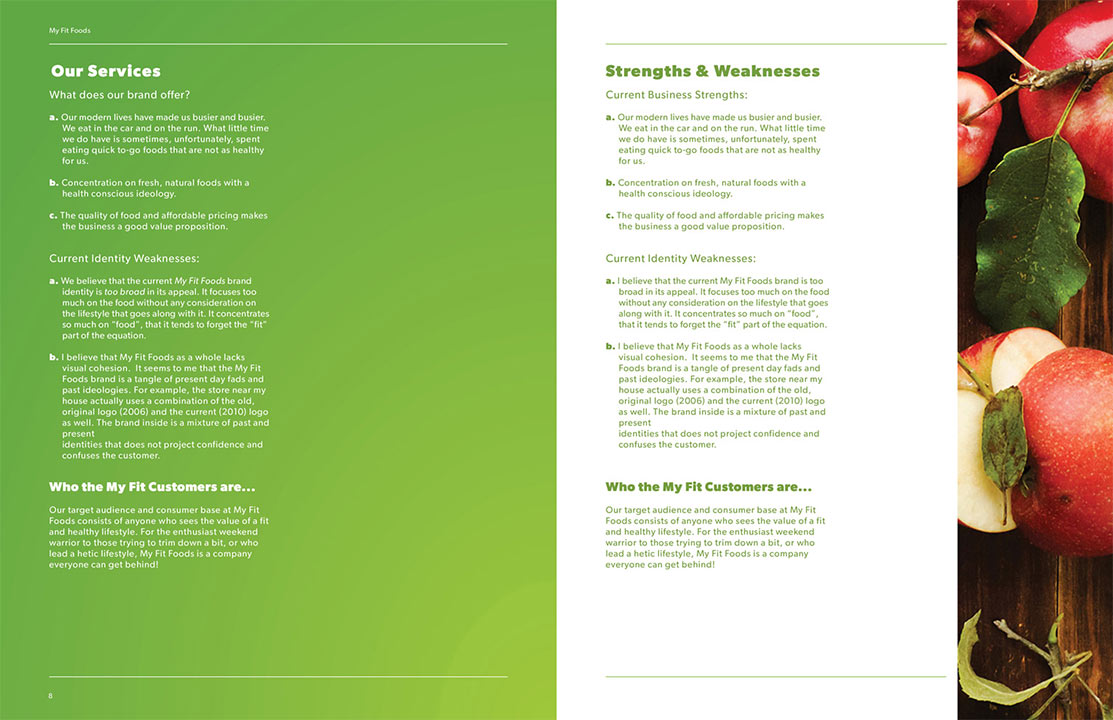 My Fit Foods
Our Services
What does our brand offer?
a. Our modern lives have made us busier and busier.
We eat in the car and on the run. What little time
we do have is sometimes, unfortunately, spent
eating quick to-go foods that are not as healthy
for us.
b. Concentration on fresh, natural foods with a
health conscious ideology.
c. The quality of food and affordable pricing makes
the business a good value proposition.
Current Identity Weaknesses:
a. We believe that the current My Fit Foods brand
identity is too broad in its appeal. It focuses too
much on the food without any consideration on
the lifestyle that goes along with it. It concentrates
so much on “food”, that it tends to forget the “fit”
part of the equation.
b. I believe that My Fit Foods as a whole lacks
visual cohesion. It seems to me that the My Fit
Foods brand is a tangle of present day fads and
past ideologies. For example, the store near my
house actually uses a combination of the old,
original logo (2006) and the current (2010) logo
as well. The brand inside is a mixture of past and
present
identities that does not project confidence and
confuses the customer.
Who the My Fit Customers are...
Our target audience and consumer base at My Fit
Foods consists of anyone who sees the value of a fit
and healthy lifestyle. For the enthusiast weekend
warrior to those trying to trim down a bit, or who
lead a hetic lifestyle, My Fit Foods is a company
everyone can get behind!
8
Strengths & Weaknesses
Current Business Strengths:
a. Our modern lives have made us busier and busier.
We eat in the car and on the run. What little time
we do have is sometimes, unfortunately, spent
eating quick to-go foods that are not as healthy
for us.
b. Concentration on fresh, natural foods with a
health conscious ideology.
c. The quality of food and affordable pricing makes
the business a good value proposition.
Current Identity Weaknesses:
a. I believe that the current My Fit Foods brand is too
broad in its appeal. It focuses too much on the food
without any consideration on the lifestyle that goes
along with it. It concentrates so much on “food”,
that it tends to forget the “fit” part of the equation.
b. I believe that My Fit Foods as a whole lacks
visual cohesion. It seems to me that the My Fit
Foods brand is a tangle of present day fads and
past ideologies. For example, the store near my
house actually uses a combination of the old,
original logo (2006) and the current (2010) logo
as well. The brand inside is a mixture of past and
present
identities that does not project confidence and
confuses the customer.
Who the My Fit Customers are...
Our target audience and consumer base at My Fit
Foods consists of anyone who sees the value of a fit
and healthy lifestyle. For the enthusiast weekend
warrior to those trying to trim down a bit, or who
lead a hetic lifestyle, My Fit Foods is a company
everyone can get behind!